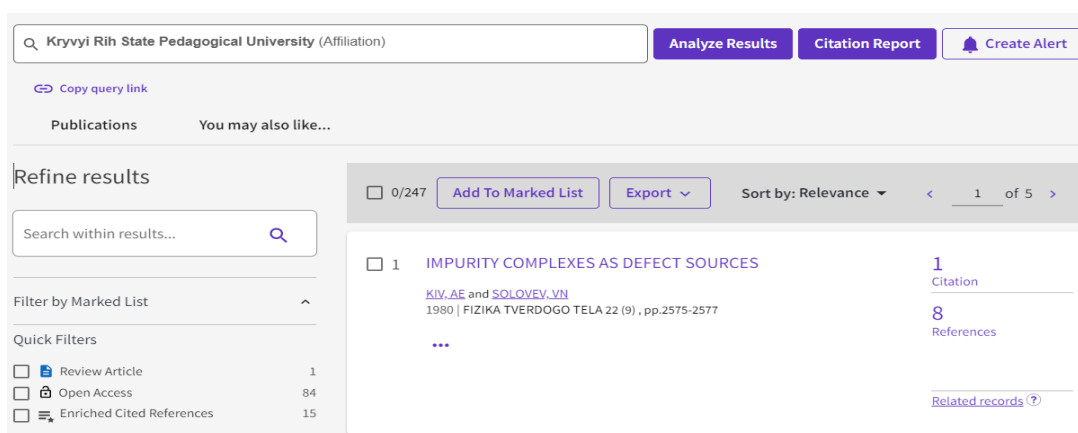 Kryvyi Rih State Pedagogical University (Affiliation)
Analyze Results
Citation Report
Create Alert
Copy query link
Publications
You may also like...
Refine results
0/247
Add To Marked List
Export
Sort by: Relevance
1 of 5
Search within results...
1
IMPURITY COMPLEXES AS DEFECT SOURCES
KIV, AE and SOLOVEV, VN
1980 | FIZIKA TVERDOGO TELA 22 (9) , pp.2575-2577
...
1
Citation
8
References
Related records ?
Filter by Marked List
Quick Filters
Review Article 1
Open Access 84
Enriched Cited References 15